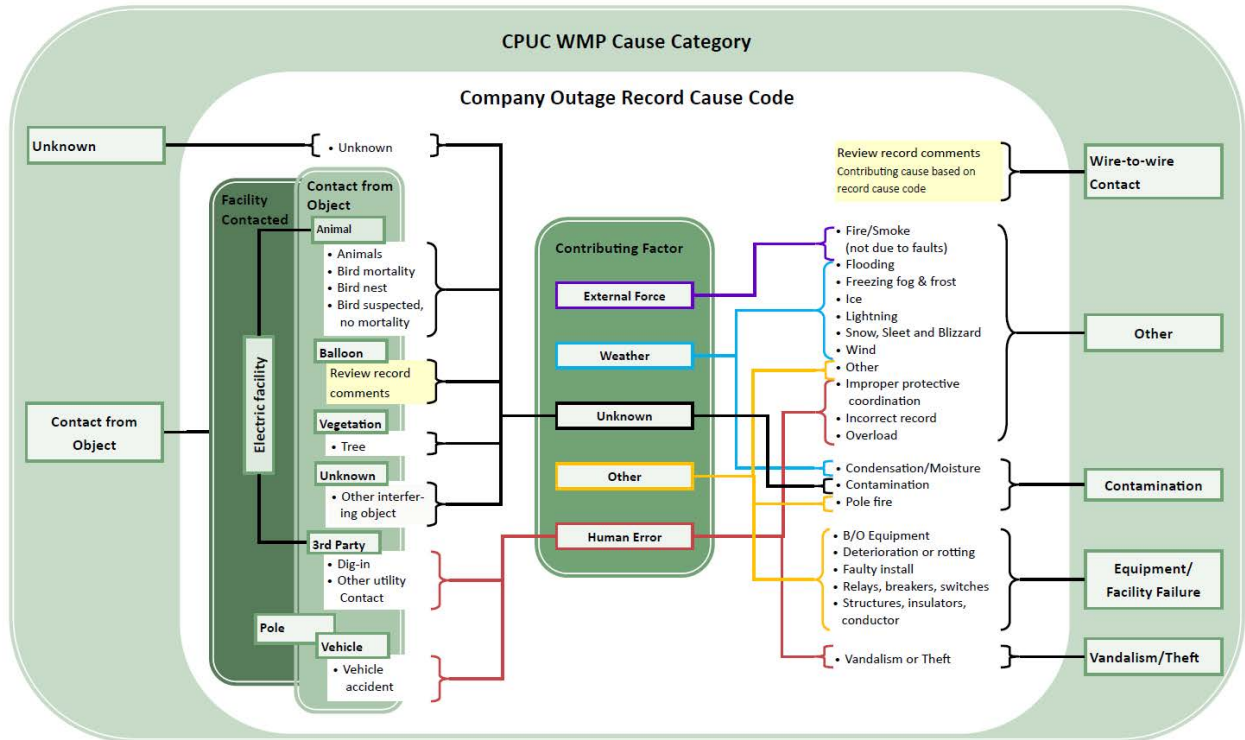 CPUC WMP Cause Category
Company Outage Record Cause Code
Unknown
• Unknown
Contact from
Object
Facility
Contacted
Contact from
Object
Electric facility
Animal
• Animals
• Bird mortality
• Bird nest
• Bird suspected,
no mortality
Balloon
Review record
comments
Vegetation
• Tree
Unknown
• Other interfer-
ing object
3rd Party
• Dig-in
• Other utility
Contact
Pole
Vehicle
• Vehicle
accident
Contributing Factor
External Force
Weather
Unknown
Other
Human Error
Review record comments
Contributing cause based on
record cause code
• Fire/Smoke
(not due to faults)
• Flooding
• Freezing fog & frost
• Ice
• Lightning
• Snow, Sleet and Blizzard
• Wind
• Other
• Improper protective
coordination
• Incorrect record
• Overload
• Condensation/Moisture
• Contamination
• Pole fire
• B/O Equipment
• Deterioration or rotting
• Faulty install
• Relays, breakers, switches
• Structures, insulators,
conductor
• Vandalism or Theft
Wire-to-wire
Contact
Other
Contamination
Equipment/
Facility Failure
Vandalism/Theft